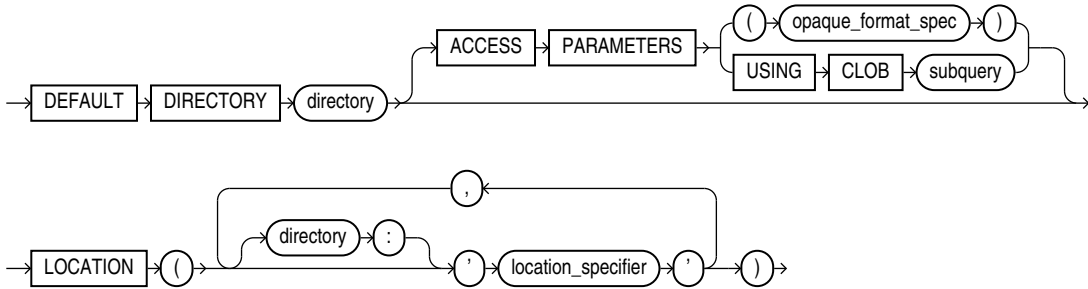 ( opaque_format_spec )
ACCESS PARAMETERS
USING CLOB subquery
DEFAULT DIRECTORY directory
,
directory :
LOCATION ( ' location_specifier ' )